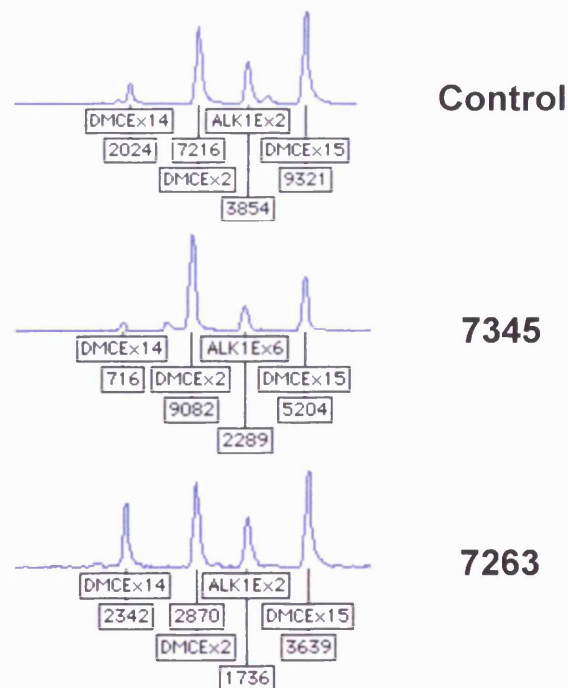 Control
DMCEx14 ALK1Ex2
2024 7216 DMCEx15
DMCEx2 9321
3854
7345
DMCEx14 ALK1Ex6
716 DMCEx2 DMCEx15
9082 5204
2289
7263
DMCEx14 ALK1Ex2
2342 2870 DMCEx15
DMCEx2 3639
1736